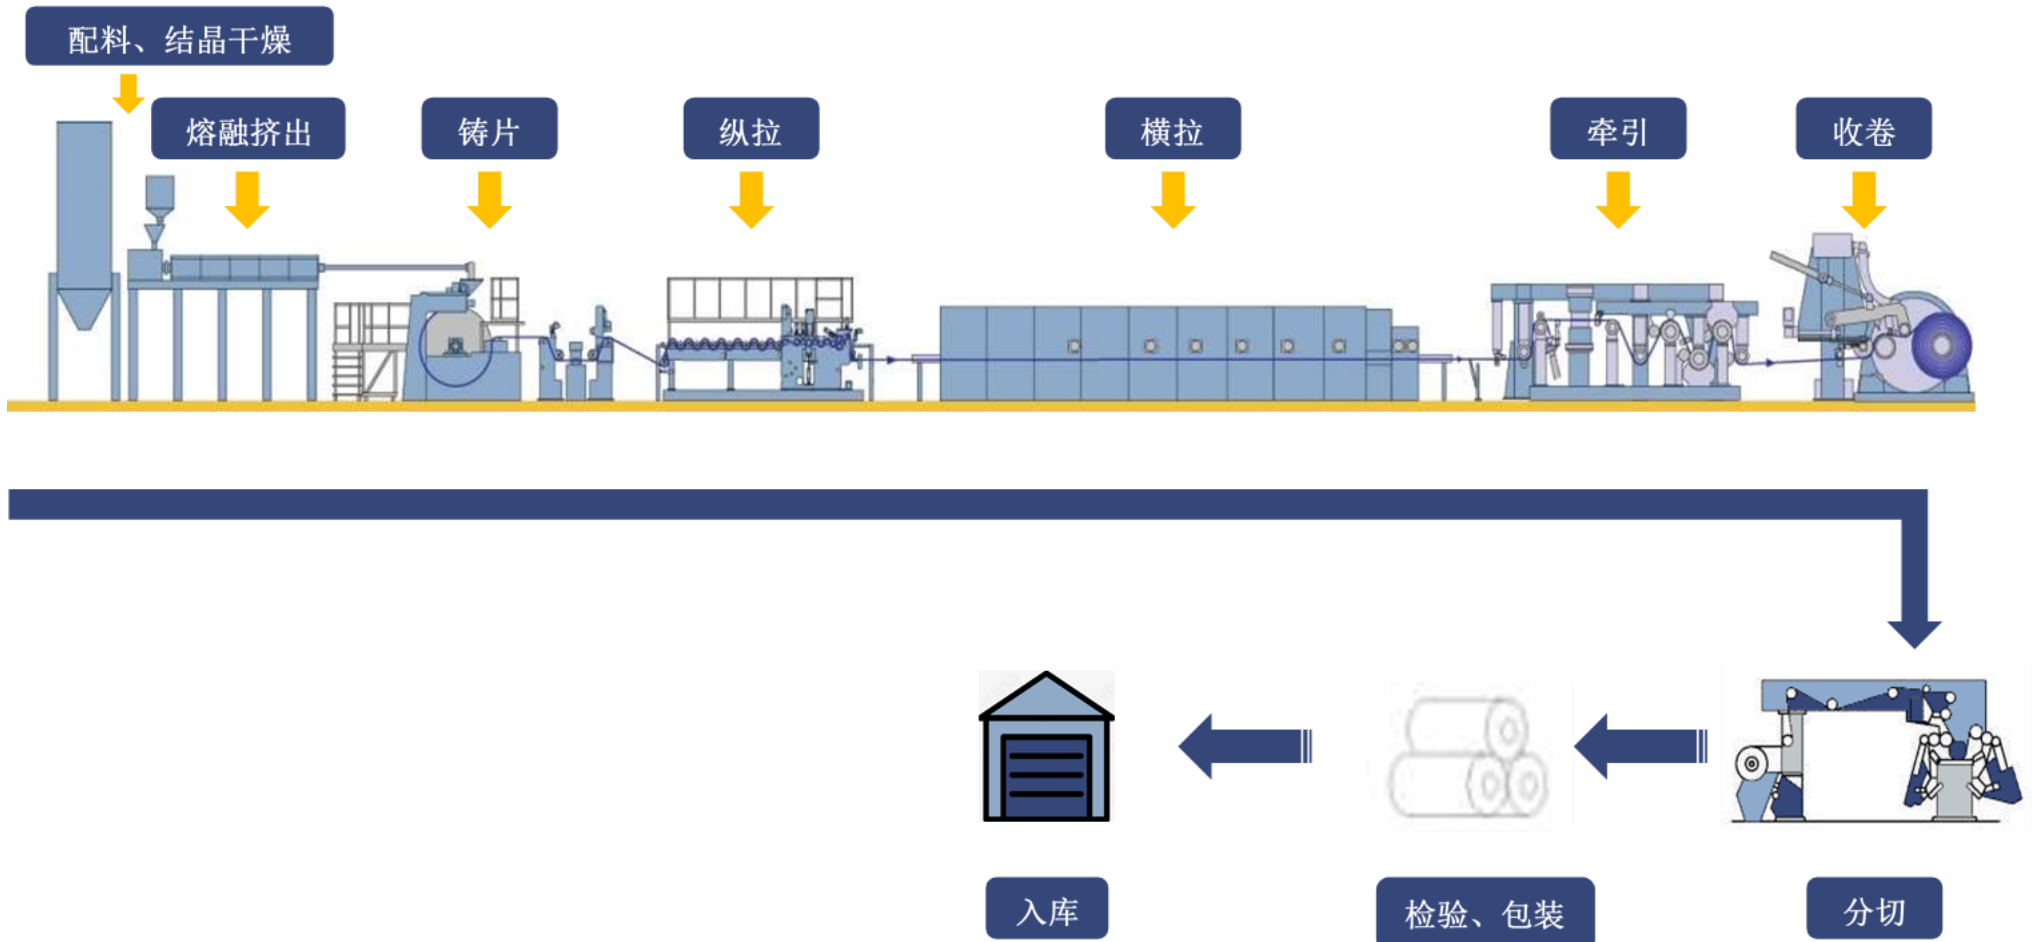 配料、结晶干燥
熔融挤出
铸片
纵拉
横拉
牵引
收卷
入库
检验、包装
分切